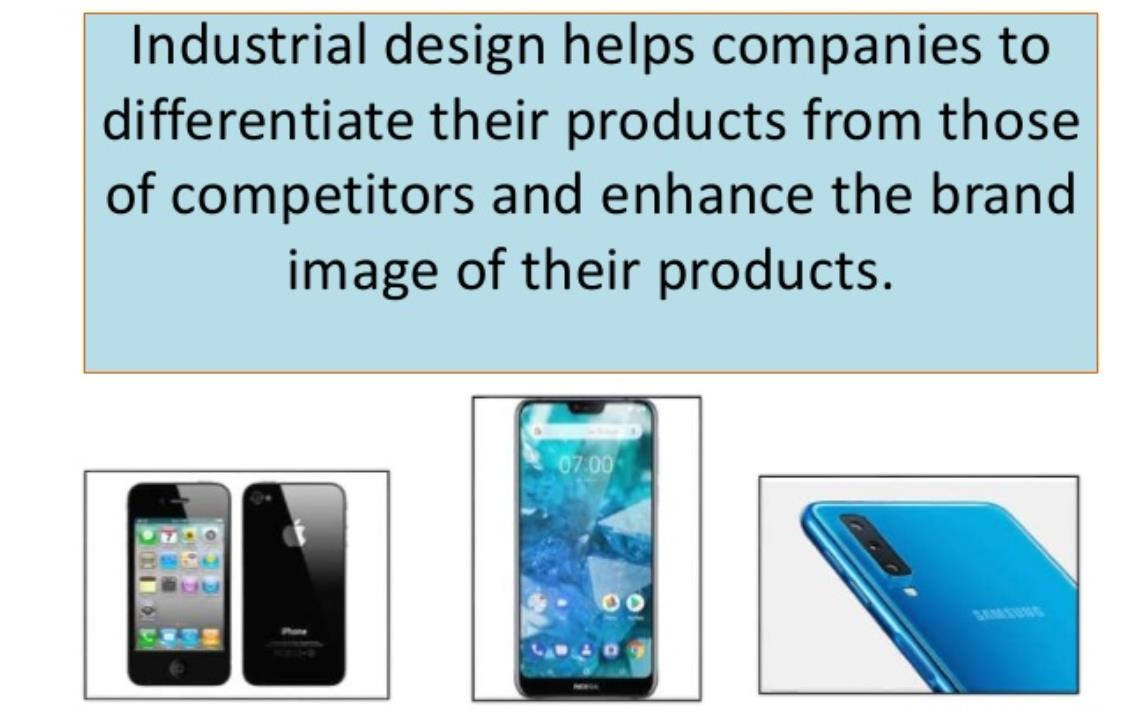 Industrial design helps companies to
differentiate their products from those
of competitors and enhance the brand
image of their products.
iPhone
07:00
NOKIA
SAMSUNG